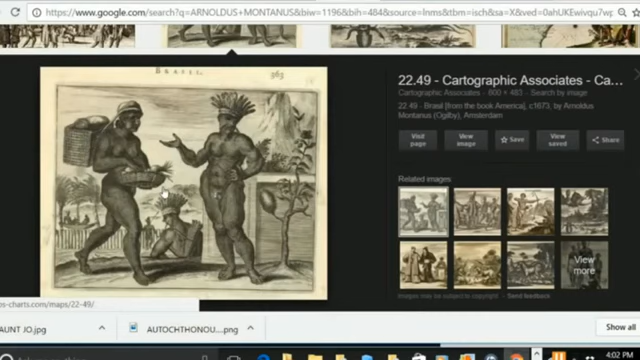 https://www.google.com/search?q=ARNOLDUS+MONTANUS&biw=1196&bih=484&source=lnms&tbm=isch&sa=X&ved=0ahUKEwivqu7wp
BRASIL.
363
22.49 - Cartographic Associates - Ca...
Cartographic Associates - 600 × 483 - Search by image
22.49 - Brasil [from the book America], c1673, by Arnoldus
Montanus (Ogilby), Amsterdam
Visit page
View image
Save
View saved
Share
Related images
View more
Images may be subject to copyright. - Send feedback
s-charts.com/maps/22-49/
AUNT JO.jpg
AUTOCHTHONOU....png
Show all
4:02 PM